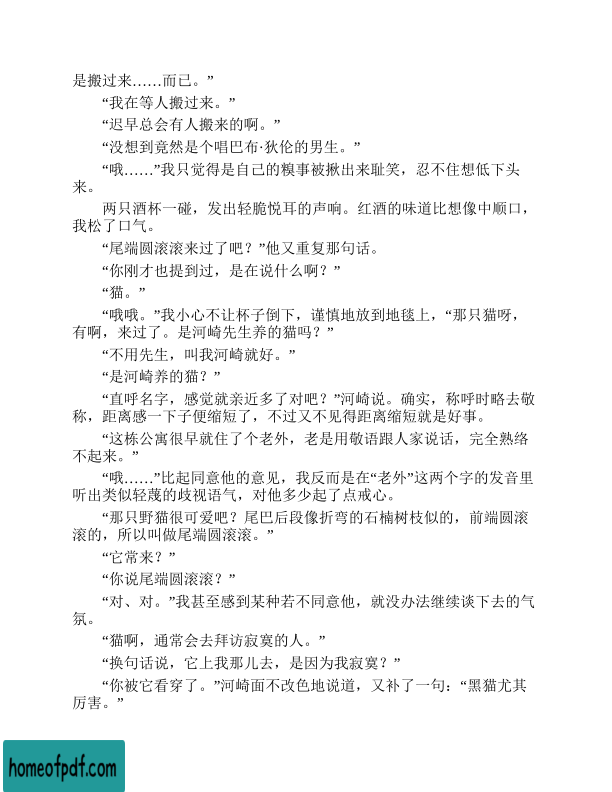 是搬过来……而已。”
“我在等人搬过来。”
“迟早总会有人搬来的啊。”
“没想到竟然是个唱巴布·狄伦的男生。”
“哦……”我只觉得是自己的糗事被揪出来耻笑，忍不住想低下头
来。
两只酒杯一碰，发出轻脆悦耳的声响。红酒的味道比想像中顺口，
我松了口气。
“尾端圆滚滚来过了吧？”他又重复那句话。
“你刚才也提到过，是在说什么啊？”
“猫。”
“哦哦。”我小心不让杯子倒下，谨慎地放到地毯上，“那只猫呀，
有啊，来过了。是河崎先生养的猫吗？”
“不用先生，叫我河崎就好。”
“是河崎养的猫？”
“直呼名字，感觉就亲近多了对吧？”河崎说。确实，称呼时略去敬
称，距离感一下子便缩短了，不过又不见得距离缩短就是好事。
“这栋公寓很早就住了个老外，老是用敬语跟人家说话，完全熟络
不起来。”
“哦……”比起同意他的意见，我反而是在“老外”这两个字的发音里
听出类似轻蔑的歧视语气，对他多少起了点戒心。
“那只野猫很可爱吧？尾巴后段像折弯的石楠树枝似的，前端圆滚
滚的，所以叫做尾端圆滚滚。”
“它常来？”
“你说尾端圆滚滚？”
“对、对。”我甚至感到某种若不同意他，就没办法继续谈下去的气
氛。
“猫啊，通常会去拜访寂寞的人。”
“换句话说，它上我那儿去，是因为我寂寞？”
“你被它看穿了。”河崎面不改色地说道，又补了一句：“黑猫尤其
厉害。”
homeofpdf.com